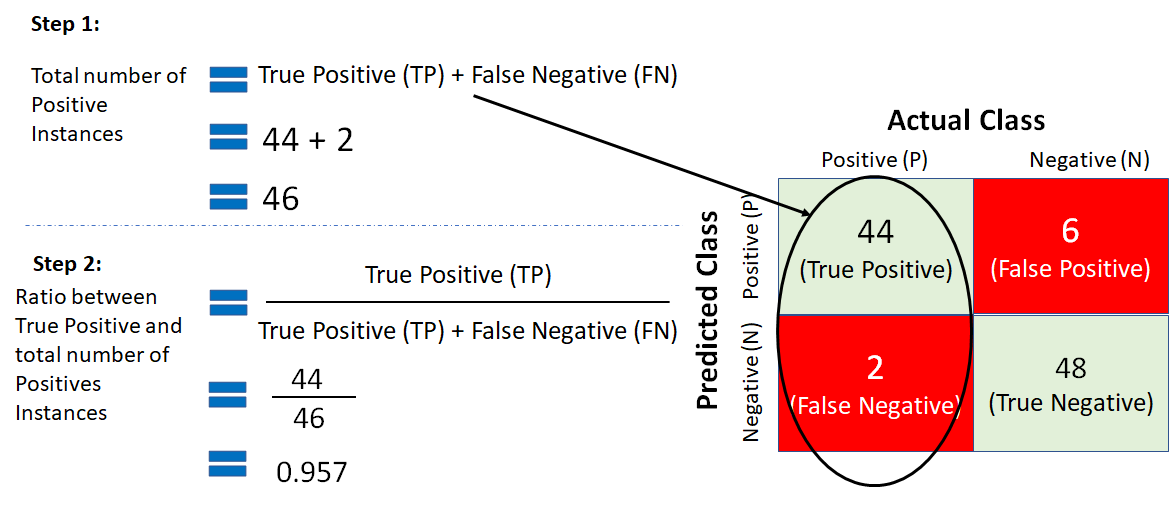 Step 1:
Total number of
Positive
Instances
True Positive (TP) + False Negative (FN)
44 + 2
46
Step 2:
Ratio between
True Positive and
total number of
Positives
Instances
True Positive (TP)
True Positive (TP) + False Negative (FN)
44
46
0.957
Actual Class
Positive (P)
Negative (N)
Predicted Class
Positive (P)
Negative (N)
44
(True Positive)
6
(False Positive)
2
(False Negative)
48
(True Negative)